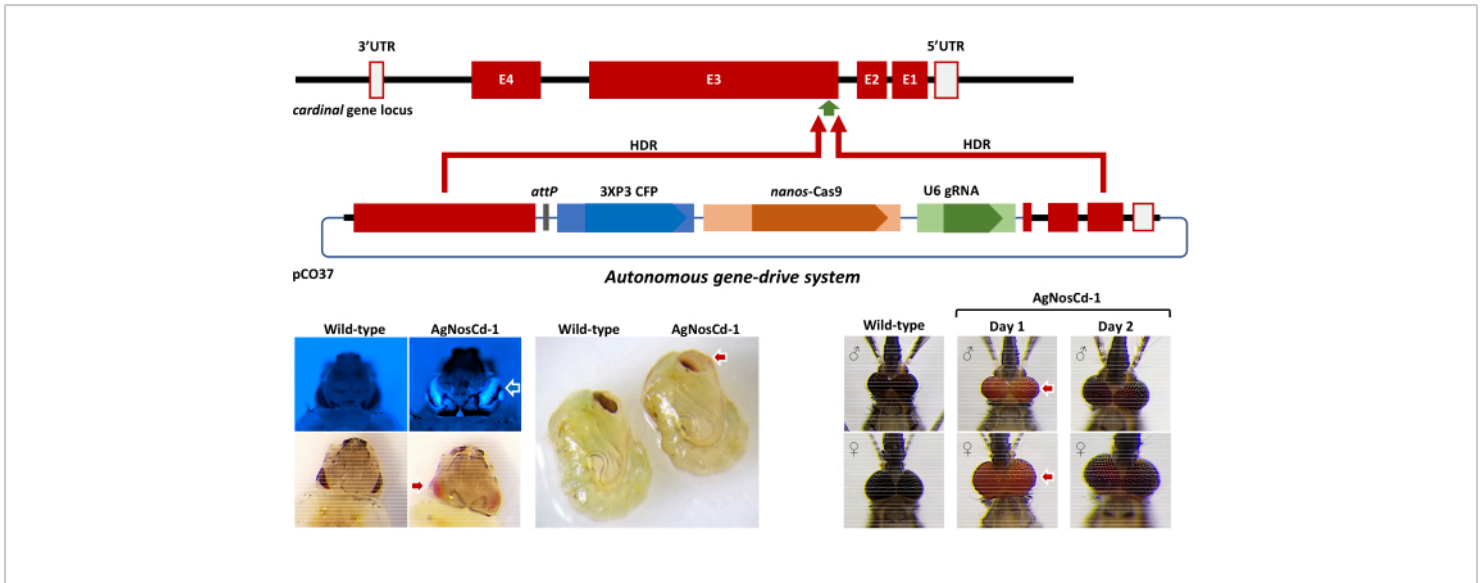 3'UTR 5'UTR
E4 E3 E2 E1
cardinal gene locus
HDR HDR
attP 3XP3 CFP nanos-Cas9 U6 gRNA
pCO37
Autonomous gene-drive system
AgNosCd-1
Wild-type AgNosCd-1 Wild-type AgNosCd-1 Wild-type Day 1 Day 2
♂ ♂ ♂
♀ ♀ ♀